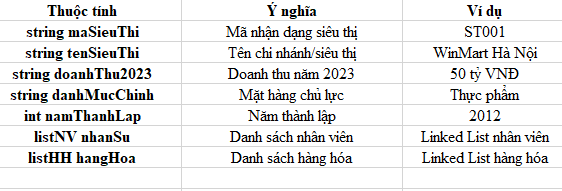 Thuộc tính Ý nghĩa Ví dụ
string maSieuThi Mã nhận dạng siêu thị ST001
string tenSieuThi Tên chi nhánh/siêu thị WinMart Hà Nội
string doanhThu2023 Doanh thu năm 2023 50 tỷ VNĐ
string danhMucChinh Mặt hàng chủ lực Thực phẩm
int namThanhLap Năm thành lập 2012
listNV nhanSu Danh sách nhân viên Linked List nhân viên
listHH hangHoa Danh sách hàng hóa Linked List hàng hóa